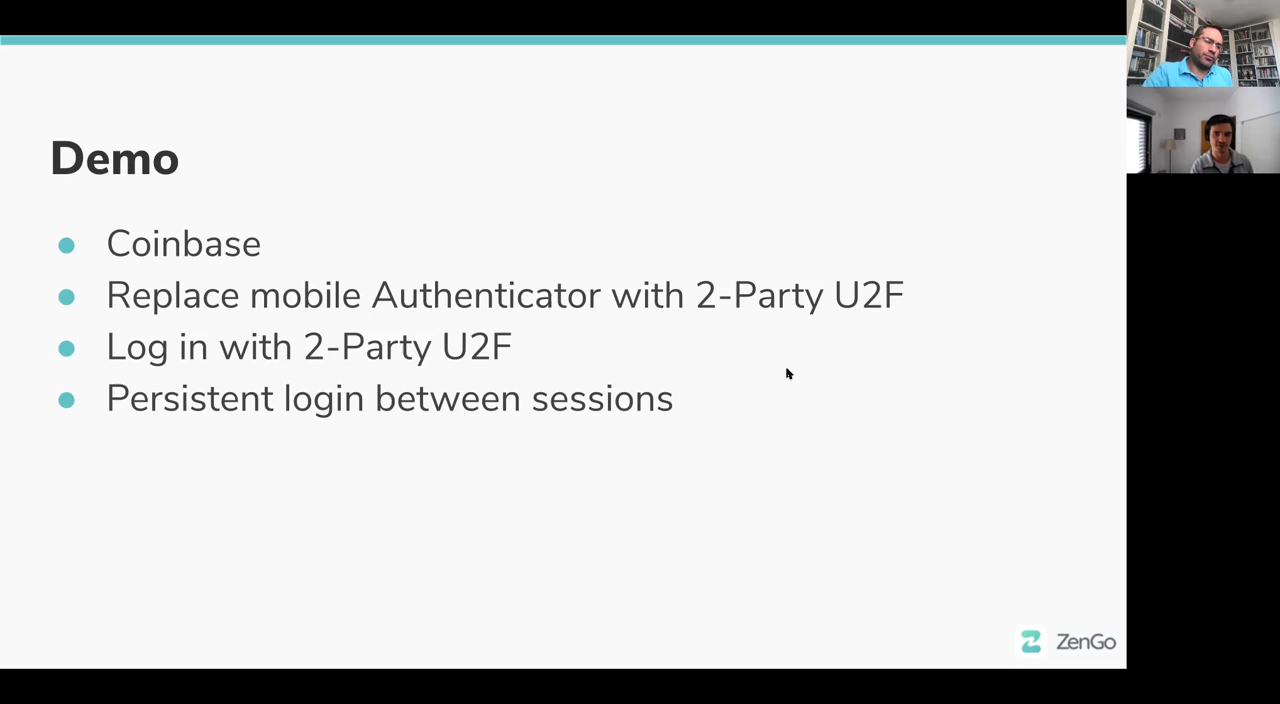 Demo
Coinbase
Replace mobile Authenticator with 2-Party U2F
Log in with 2-Party U2F
Persistent login between sessions
ZenGo